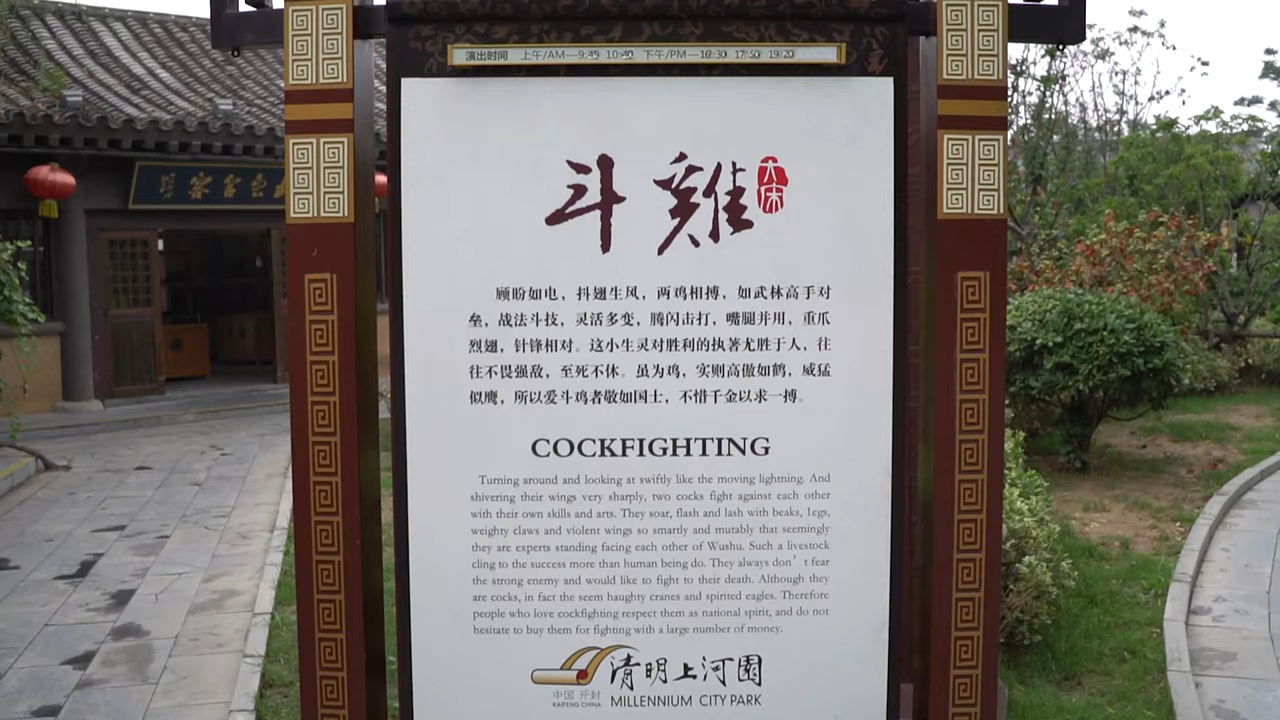 演出时间 上午/AM—9:45 10:40 下午/PM—16:30 17:50 19:20
斗雞
大宋
顾盼如电，抖翅生风，两鸡相搏，如武林高手对
垒，战法斗技，灵活多变，腾闪击打，嘴腿并用，重爪
烈翅，针锋相对。这小生灵对胜利的执著尤胜于人，往
往不畏强敌，至死不休。虽为鸡，实则高傲如鹤，威猛
似鹰，所以爱斗鸡者敬如国士，不惜千金以求一搏。
COCKFIGHTING
Turning around and looking at swiftly like the moving lightning. And
shivering their wings very sharply, two cocks fight against each other
with their own skills and arts. They soar, flash and lash with beaks, legs,
weighty claws and violent wings so smartly and mutably that seemingly
they are experts standing facing each other of Wushu. Such a livestock
cling to the success more than human being do. They always don't fear
the strong enemy and would like to fight to their death. Although they
are cocks, in fact the seem haughty cranes and spirited eagles. Therefore
people who love cockfighting respect them as national spirit, and do not
hesitate to buy them for fighting with a large number of money.
清明上河園
中国 开封
KAIFENG CHINA
MILLENNIUM CITY PARK